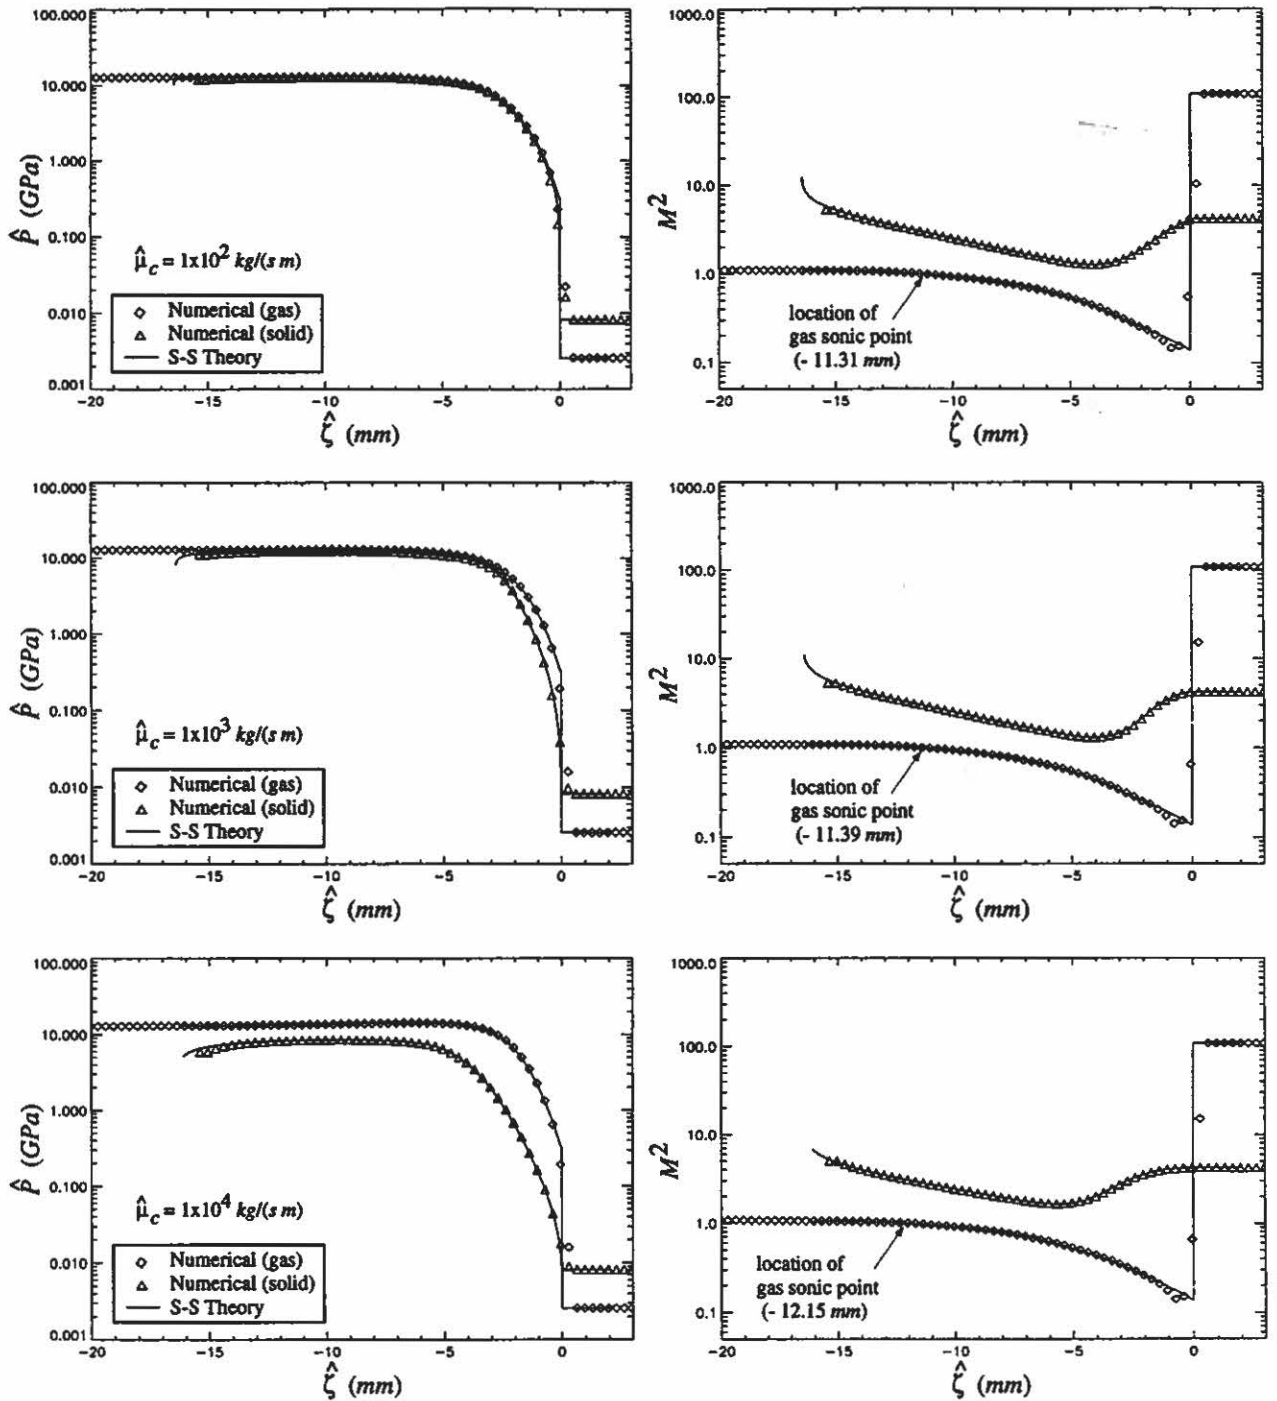 100.000
10.000
1.000
0.100
0.010
0.001
P̂ (GPa)
μ̂c = 1x10² kg/(s m)
Numerical (gas)
Numerical (solid)
S-S Theory
-20 -15 -10 -5 0
ζ̂ (mm)
1000.0
100.0
10.0
1.0
0.1
M²
location of
gas sonic point
(- 11.31 mm)
-20 -15 -10 -5 0
ζ̂ (mm)
100.000
10.000
1.000
0.100
0.010
0.001
P̂ (GPa)
μ̂c = 1x10³ kg/(s m)
Numerical (gas)
Numerical (solid)
S-S Theory
-20 -15 -10 -5 0
ζ̂ (mm)
1000.0
100.0
10.0
1.0
0.1
M²
location of
gas sonic point
(- 11.39 mm)
-20 -15 -10 -5 0
ζ̂ (mm)
100.000
10.000
1.000
0.100
0.010
0.001
P̂ (GPa)
μ̂c = 1x10⁴ kg/(s m)
Numerical (gas)
Numerical (solid)
S-S Theory
-20 -15 -10 -5 0
ζ̂ (mm)
1000.0
100.0
10.0
1.0
0.1
M²
location of
gas sonic point
(- 12.15 mm)
-20 -15 -10 -5 0
ζ̂ (mm)